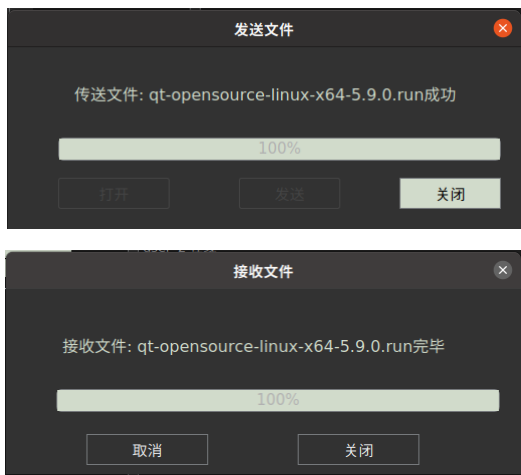 发送文件
传送文件: qt-opensource-linux-x64-5.9.0.run成功
100%
打开 发送 关闭
接收文件
接收文件: qt-opensource-linux-x64-5.9.0.run完毕
100%
取消 关闭